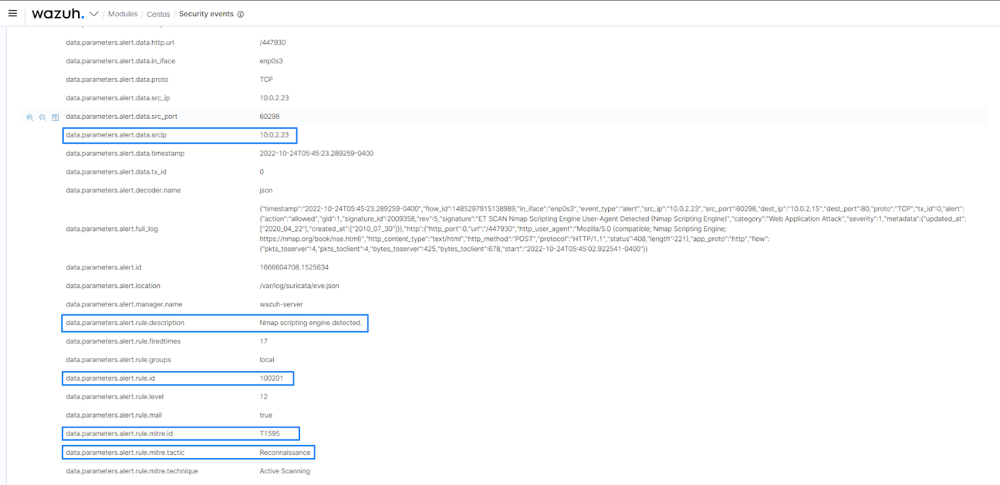 wazuh. / Modules / Centos / Security events
data.parameters.alert.data.http.url /447930
data.parameters.alert.data.in_iface enp0s3
data.parameters.alert.data.proto TCP
data.parameters.alert.data.src_ip 10.0.2.23
data.parameters.alert.data.src_port 60298
data.parameters.alert.data.srcip 10.0.2.23
data.parameters.alert.data.timestamp 2022-10-24T05:45:23.289259-0400
data.parameters.alert.data.tx_id 0
data.parameters.alert.decoder.name json
data.parameters.alert.full_log
{"timestamp":"2022-10-24T05:45:23.289259-0400","flow_id":1485297915138989,"in_iface":"enp0s3","event_type":"alert","src_ip":"10.0.2.23","src_port":60298,"dest_ip":"10.0.2.15","dest_port":80,"proto":"TCP","tx_id":0,"alert":
{"action":"allowed","gid":1,"signature_id":2009358,"rev":5,"signature":"ET SCAN Nmap Scripting Engine User-Agent Detected (Nmap Scripting Engine)","category":"Web Application Attack","severity":1,"metadata":{"updated_at":
["2020_04_22"],"created_at":["2010_07_30"]}},"http":{"http_port":0,"url":"/447930","http_user_agent":"Mozilla/5.0 (compatible; Nmap Scripting Engine;
https://nmap.org/book/nse.html)","http_content_type":"text/html","http_method":"POST","protocol":"HTTP/1.1","status":408,"length":221},"app_proto":"http","flow":
{"pkts_toserver":4,"pkts_toclient":4,"bytes_toserver":425,"bytes_toclient":678,"start":"2022-10-24T05:45:02.922541-0400"}}
data.parameters.alert.id 1666604708.1525634
data.parameters.alert.location /var/log/suricata/eve.json
data.parameters.alert.manager.name wazuh-server
data.parameters.alert.rule.description Nmap scripting engine detected.
data.parameters.alert.rule.firedtimes 17
data.parameters.alert.rule.groups local
data.parameters.alert.rule.id 100201
data.parameters.alert.rule.level 12
data.parameters.alert.rule.mail true
data.parameters.alert.rule.mitre.id T1595
data.parameters.alert.rule.mitre.tactic Reconnaissance
data.parameters.alert.rule.mitre.technique Active Scanning